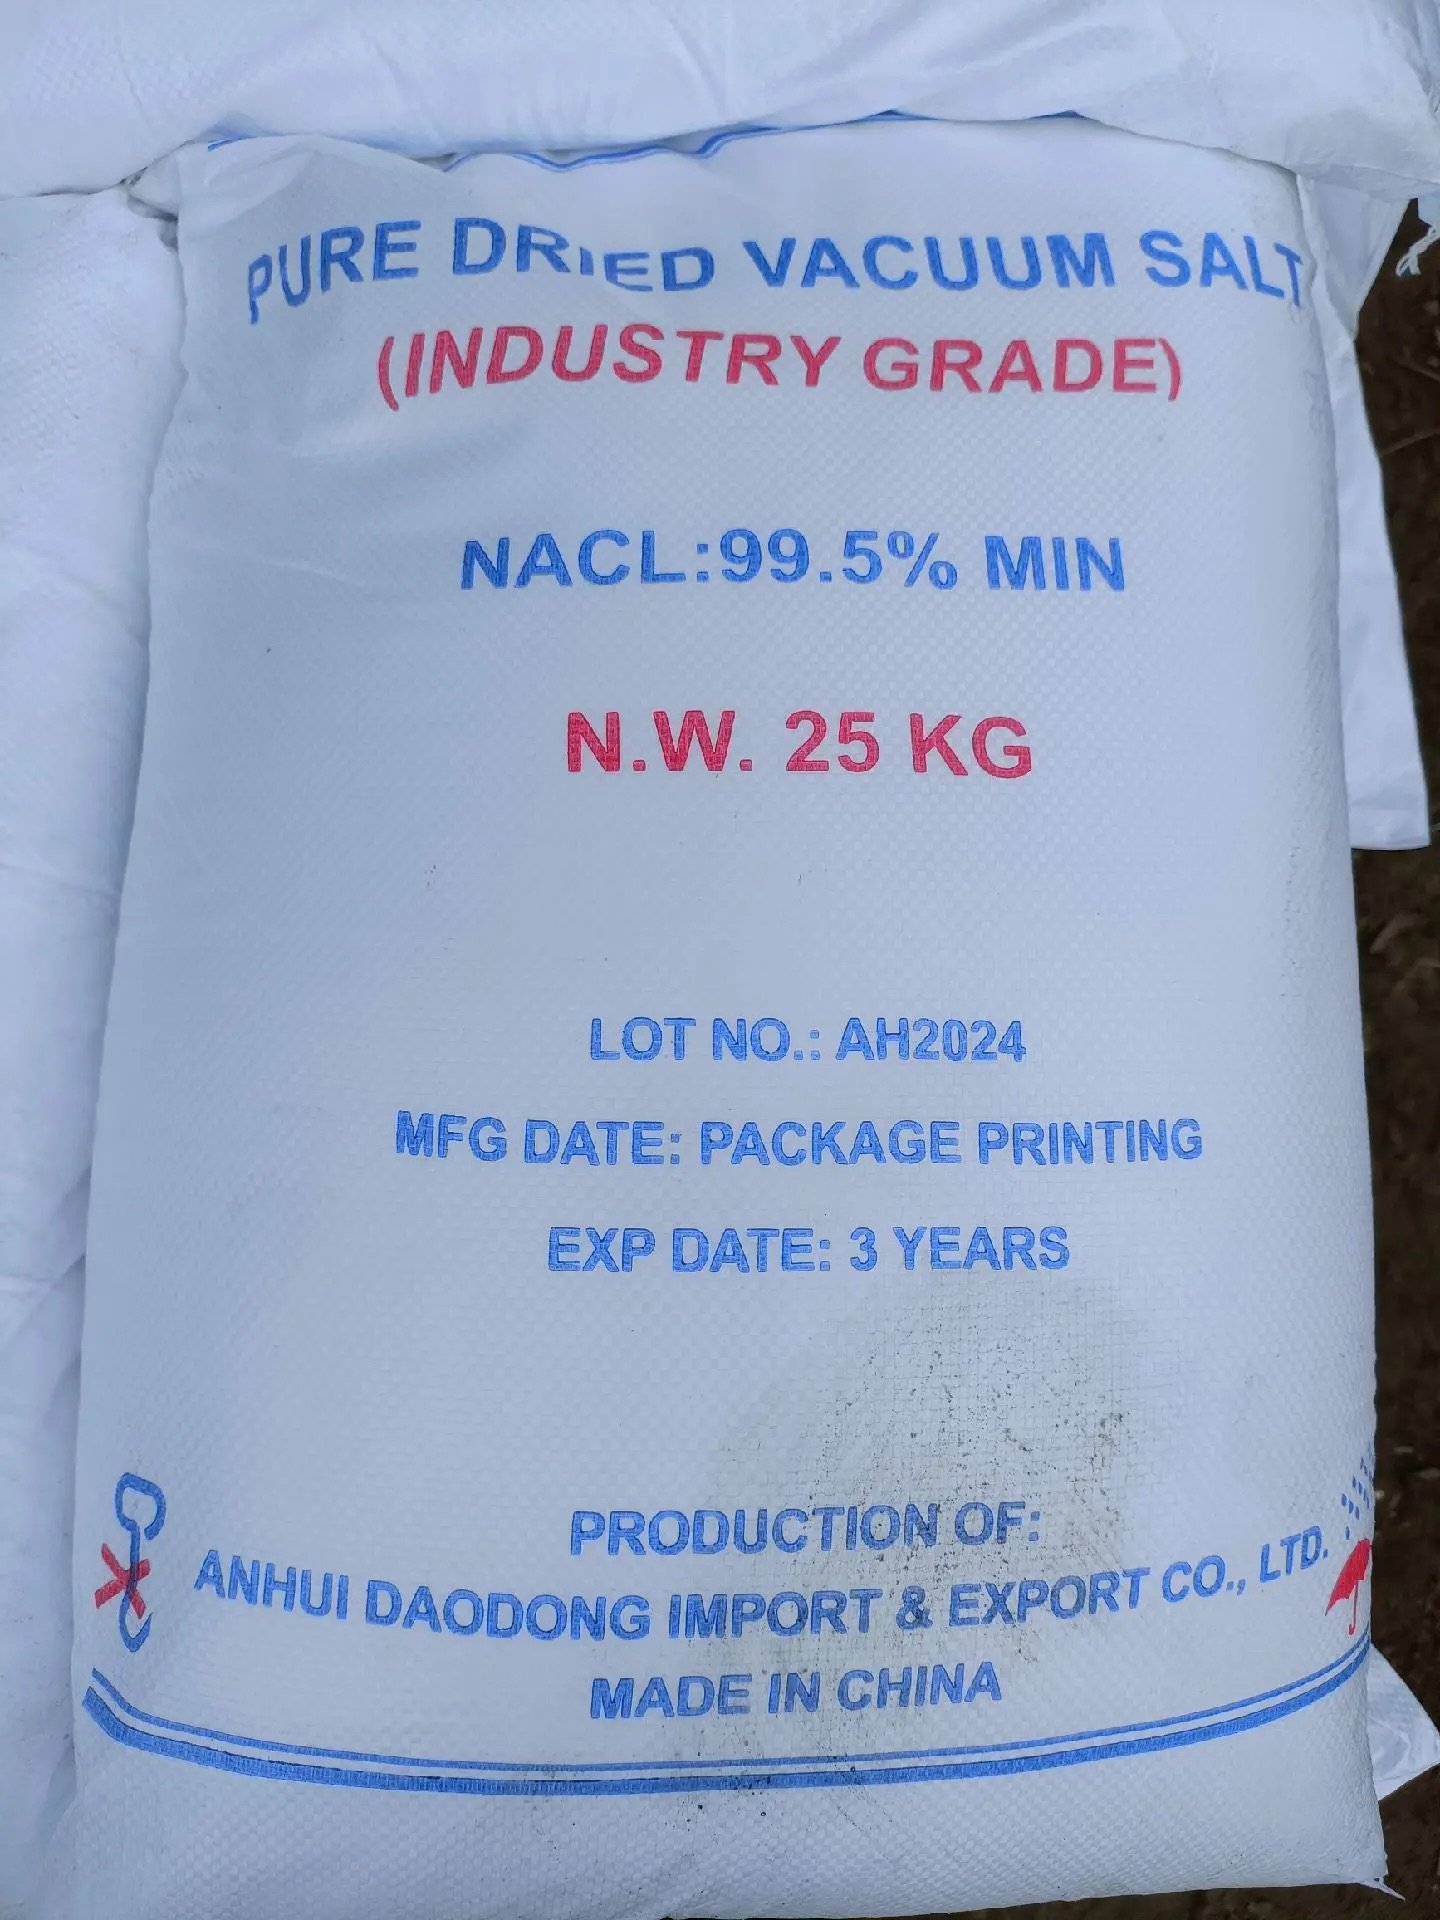 PURE DRIED VACUUM SALT
(INDUSTRY GRADE)
NACL:99.5% MIN
N.W. 25 KG
LOT NO.: AH2024
MFG DATE: PACKAGE PRINTING
EXP DATE: 3 YEARS
PRODUCTION OF:
ANHUI DAODONG IMPORT & EXPORT CO., LTD.
MADE IN CHINA